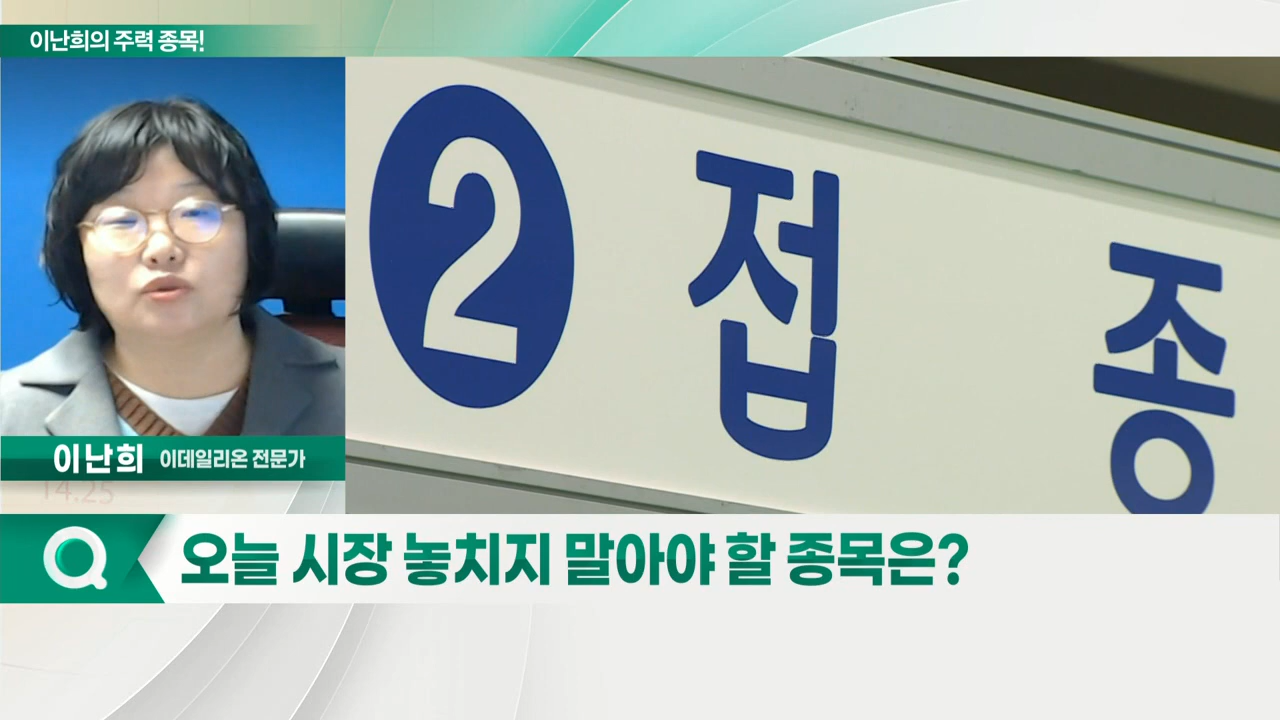 이난희의 주력 종목!
② 접 종
이난희 이데일리온 전문가
14.25
오늘 시장 놓치지 말아야 할 종목은?